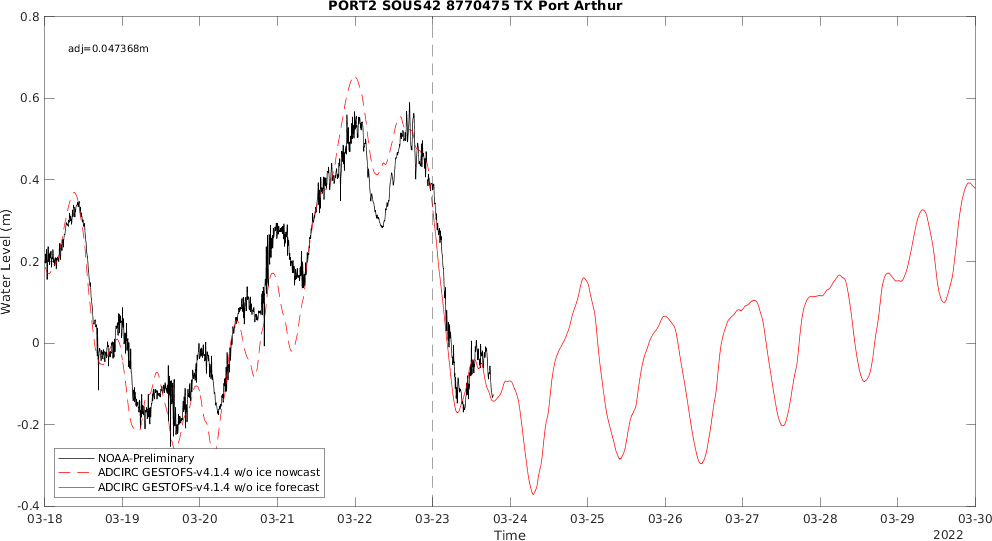 PORT2 SOUS42 8770475 TX Port Arthur
adj=0.047368m
0.8
0.6
0.4
0.2
0
-0.2
-0.4
Water Level (m)
NOAA-Preliminary
ADCIRC GESTOFS-v4.1.4 w/o ice nowcast
ADCIRC GESTOFS-v4.1.4 w/o ice forecast
03-18 03-19 03-20 03-21 03-22 03-23 03-24 03-25 03-26 03-27 03-28 03-29 03-30
Time
2022